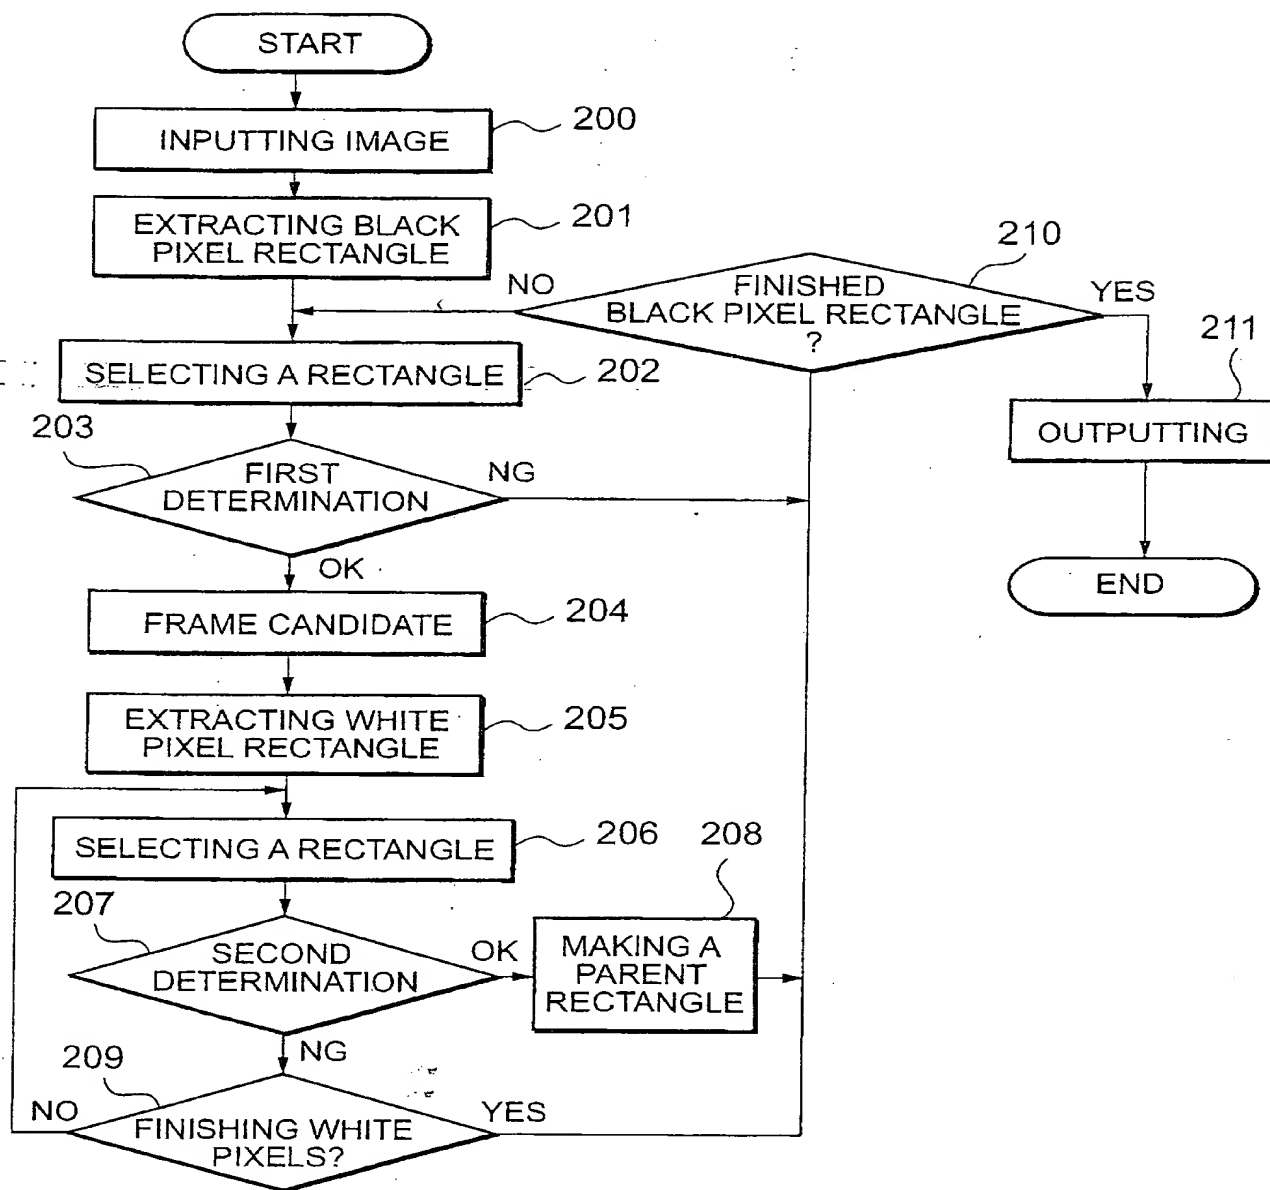 START
INPUTTING IMAGE
200
EXTRACTING BLACK
PIXEL RECTANGLE
201
210
NO
FINISHED
BLACK PIXEL RECTANGLE
?
YES
211
SELECTING A RECTANGLE
202
OUTPUTTING
203
FIRST
DETERMINATION
NG
OK
END
FRAME CANDIDATE
204
EXTRACTING WHITE
PIXEL RECTANGLE
205
SELECTING A RECTANGLE
206
208
207
SECOND
DETERMINATION
OK
MAKING A
PARENT
RECTANGLE
NG
209
NO
FINISHING WHITE
PIXELS?
YES